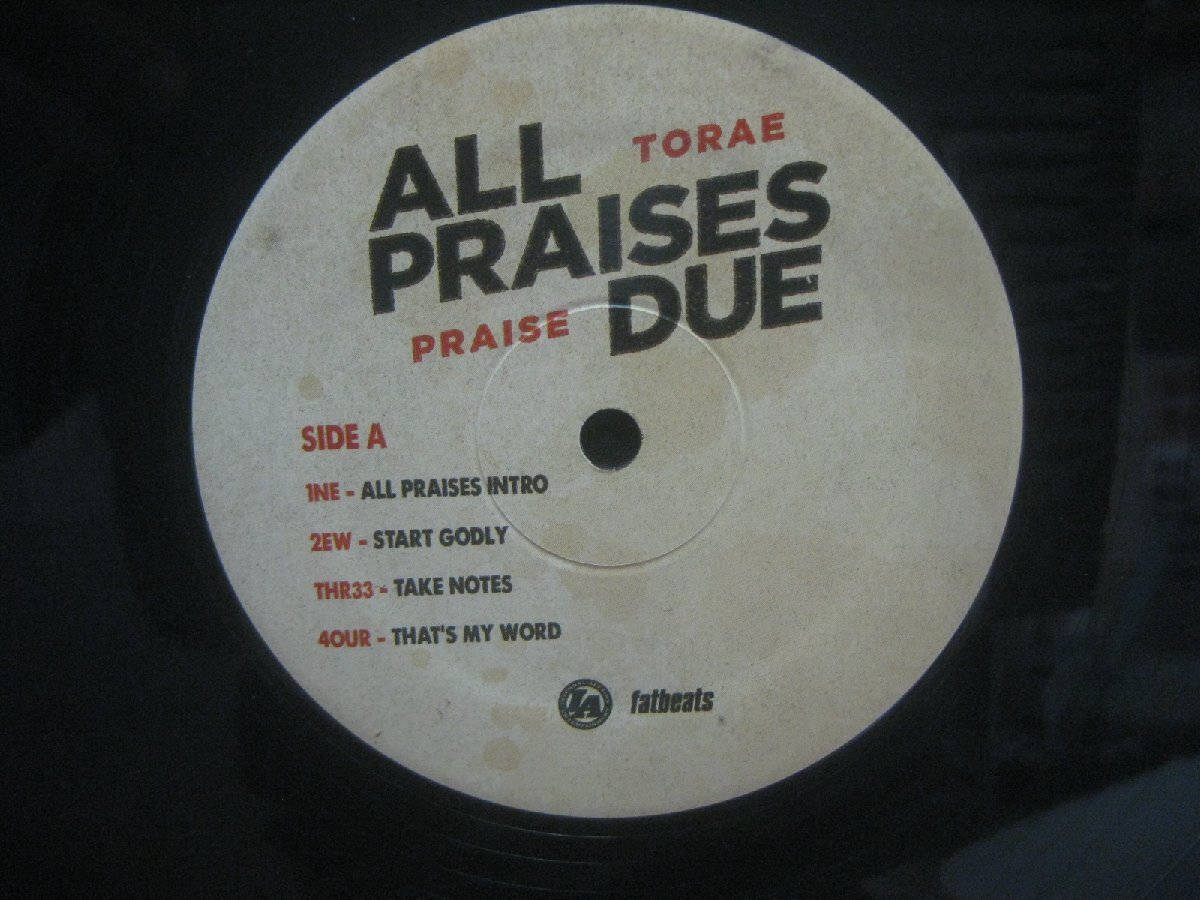 TORAE
ALL
PRAISES
DUE
PRAISE
SIDE A
1NE - ALL PRAISES INTRO
2EW - START GODLY
THR33 - TAKE NOTES
4OUR - THAT'S MY WORD
fatbeats